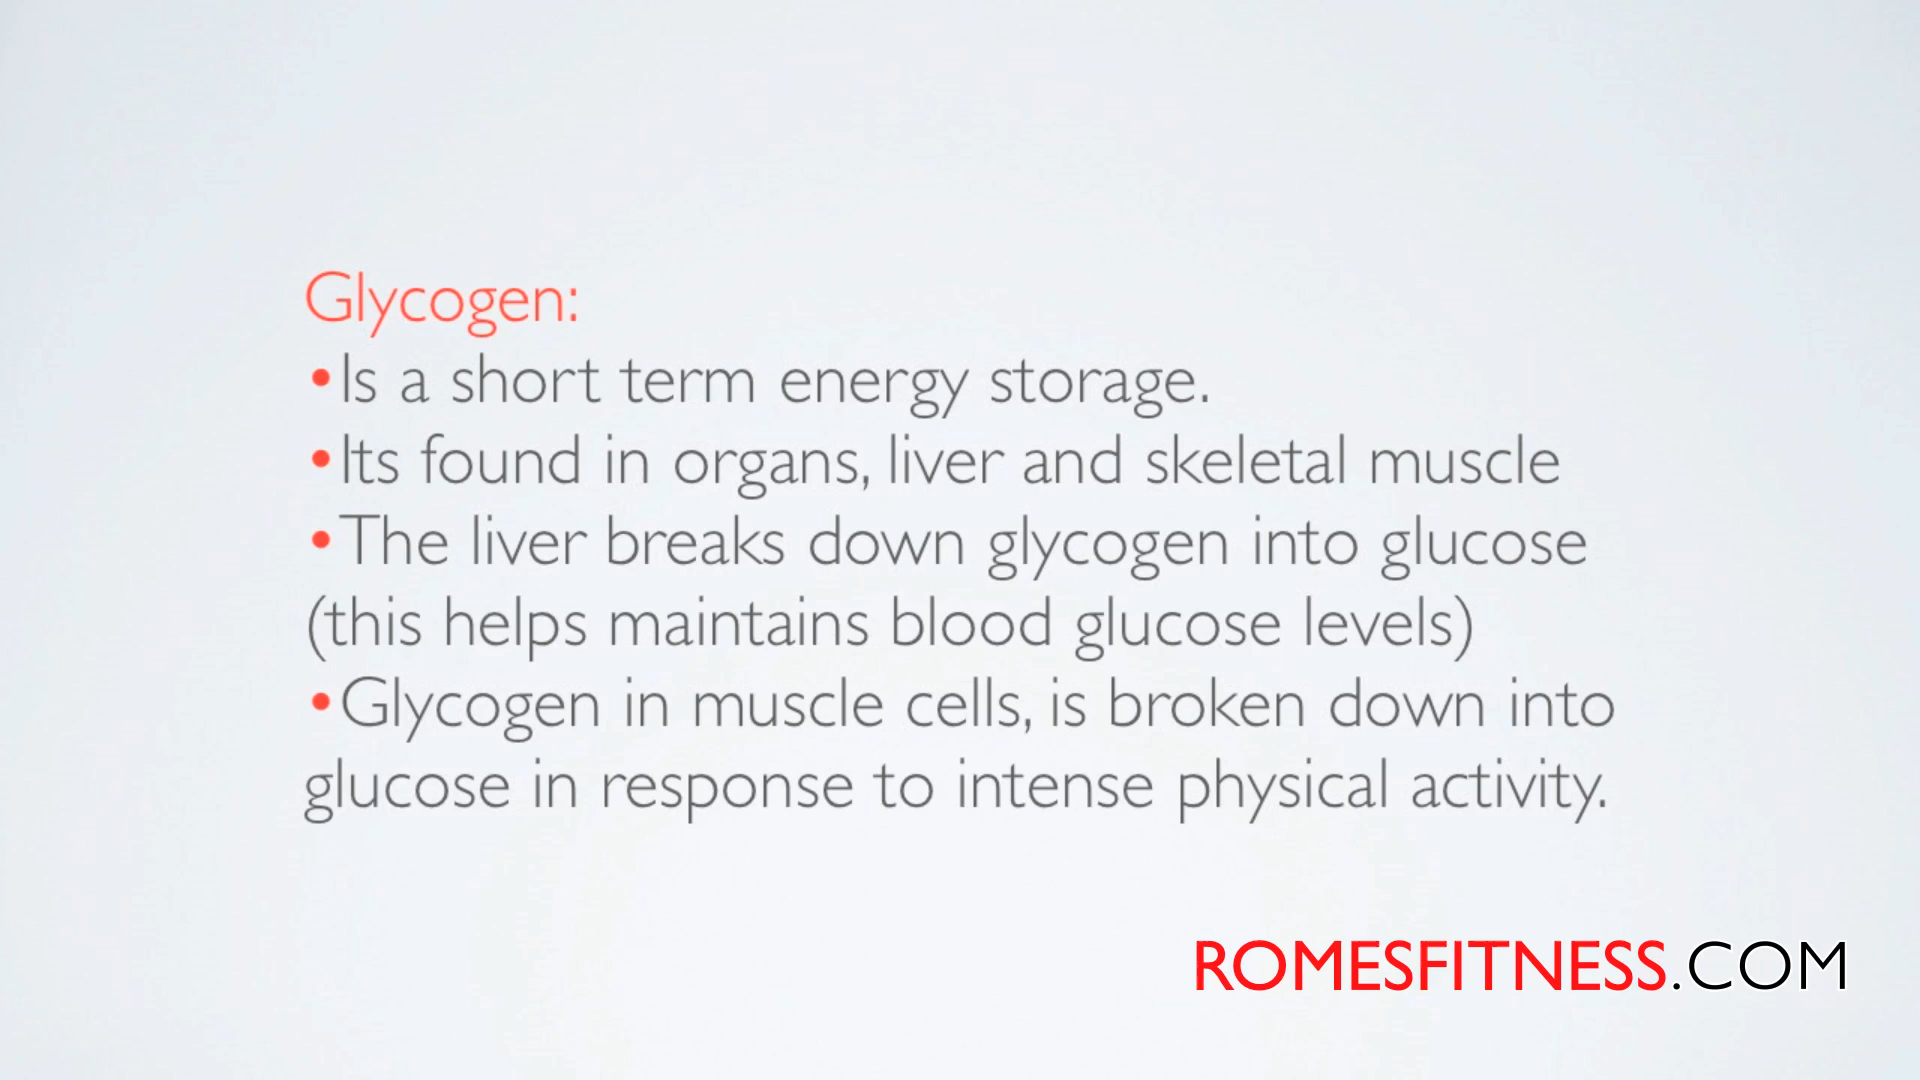 Glycogen:
•Is a short term energy storage.
•Its found in organs, liver and skeletal muscle
•The liver breaks down glycogen into glucose
(this helps maintains blood glucose levels)
•Glycogen in muscle cells, is broken down into
glucose in response to intense physical activity.
ROMESFITNESS.COM